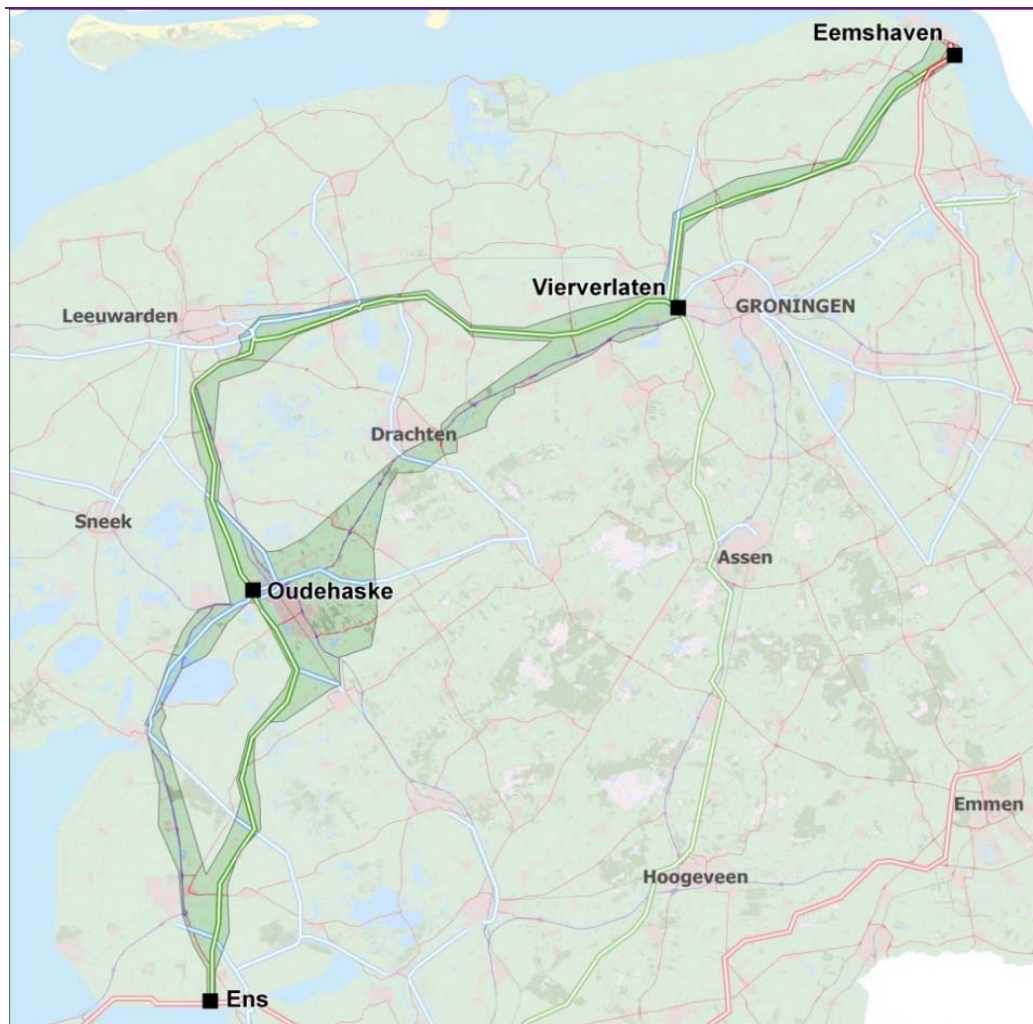 Eemshaven
Vierverlaten
GRONINGEN
Leeuwarden
Drachten
Sneek
Assen
Oudehaske
Emmen
Hoogeveen
Ens